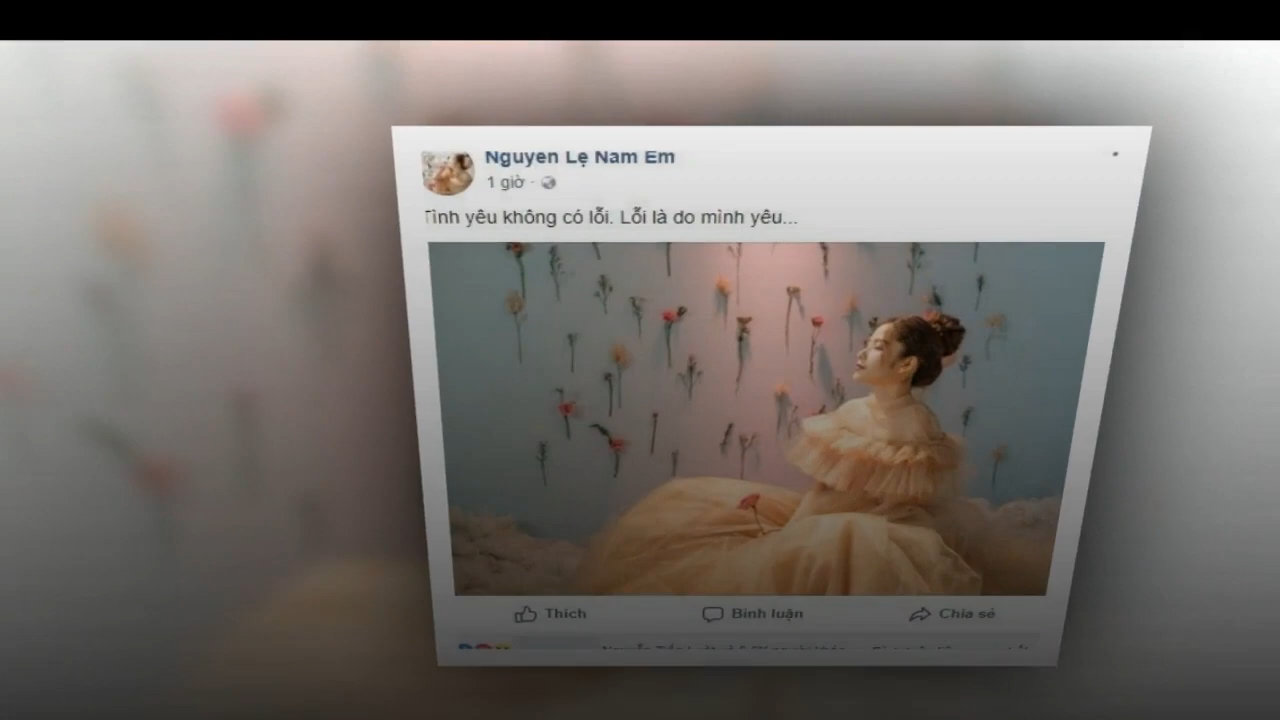 Nguyen Lẹ Nam Em
1 giờ ·
Tình yêu không có lỗi. Lỗi là do mình yêu...
Thích
Bình luận
Chia sẻ